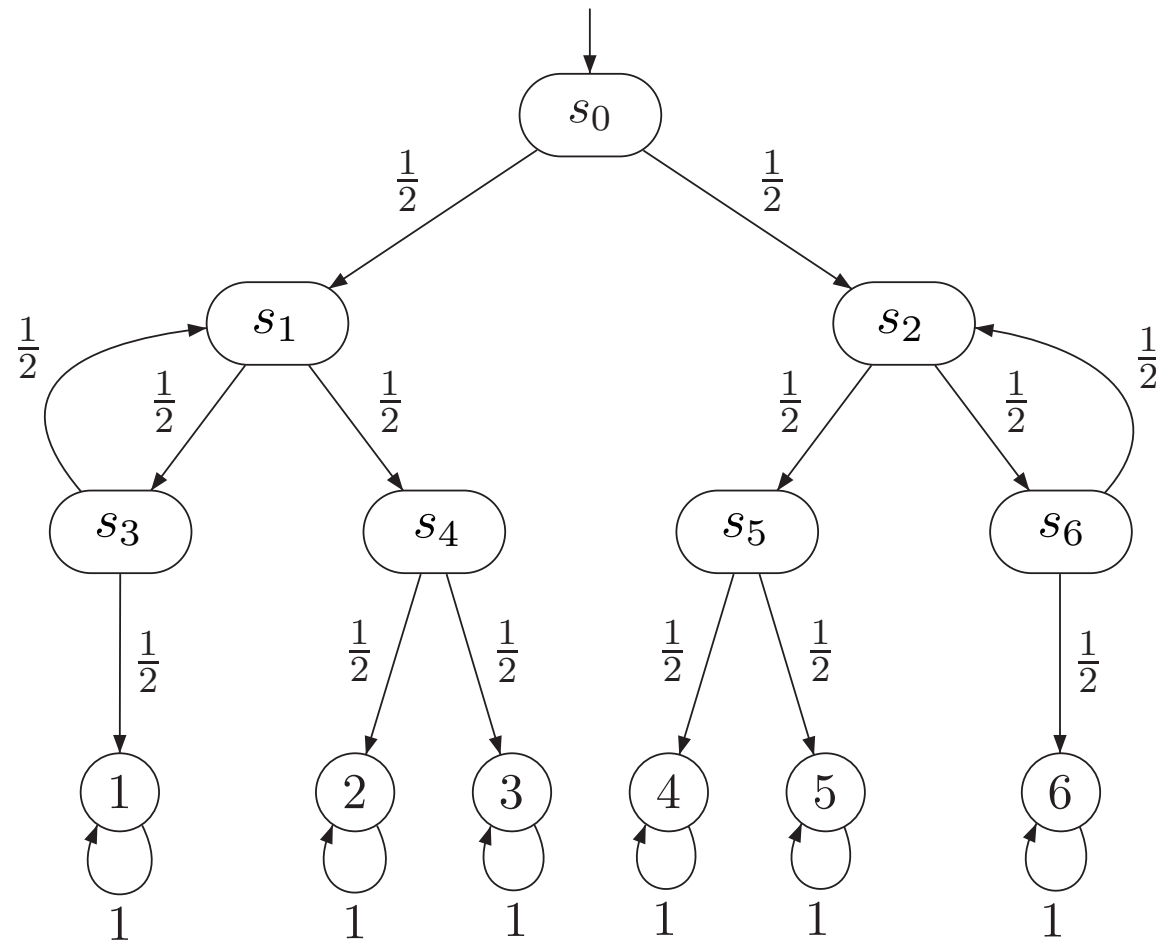 s₀
½ ½
s₁ s₂
½ ½ ½ ½ ½ ½
s₃ s₄ s₅ s₆
½ ½ ½ ½ ½ ½
1 2 3 4 5 6
1 1 1 1 1 1